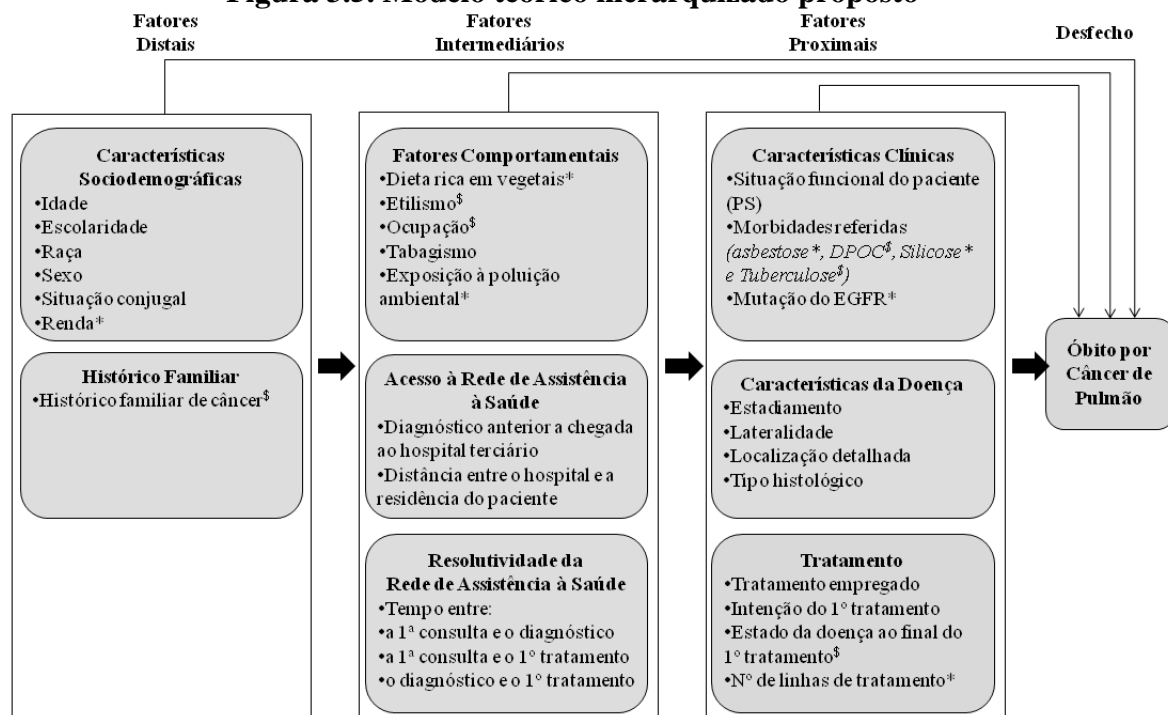 Figura 3.3. Modelo teórico hierarquizado proposto
Fatores
Distais
Fatores
Intermediários
Fatores
Proximais
Desfecho
Características
Sociodemográficas
•Idade
•Escolaridade
•Raça
•Sexo
•Situação conjugal
•Renda*
Histórico Familiar
•Histórico familiar de câncer$
Fatores Comportamentais
•Dieta rica em vegetais*
•Etilismo$
•Ocupação$
•Tabagismo
•Exposição à poluição
ambiental*
Acesso à Rede de Assistência
à Saúde
•Diagnóstico anterior a chegada
ao hospital terciário
•Distância entre o hospital e a
residência do paciente
Resolutividade da
Rede de Assistência à Saúde
•Tempo entre:
•a 1ª consulta e o diagnóstico
•a 1ª consulta e o 1º tratamento
•o diagnóstico e o 1º tratamento
Características Clínicas
•Situação funcional do paciente
(PS)
•Morbidades referidas
(asbestose*, DPOC$, Silicose*
e Tuberculose$)
•Mutação do EGFR*
Características da Doença
•Estadiamento
•Lateralidade
•Localização detalhada
•Tipo histológico
Tratamento
•Tratamento empregado
•Intenção do 1º tratamento
•Estado da doença ao final do
1º tratamento$
•Nº de linhas de tratamento*
Óbito por
Câncer de
Pulmão